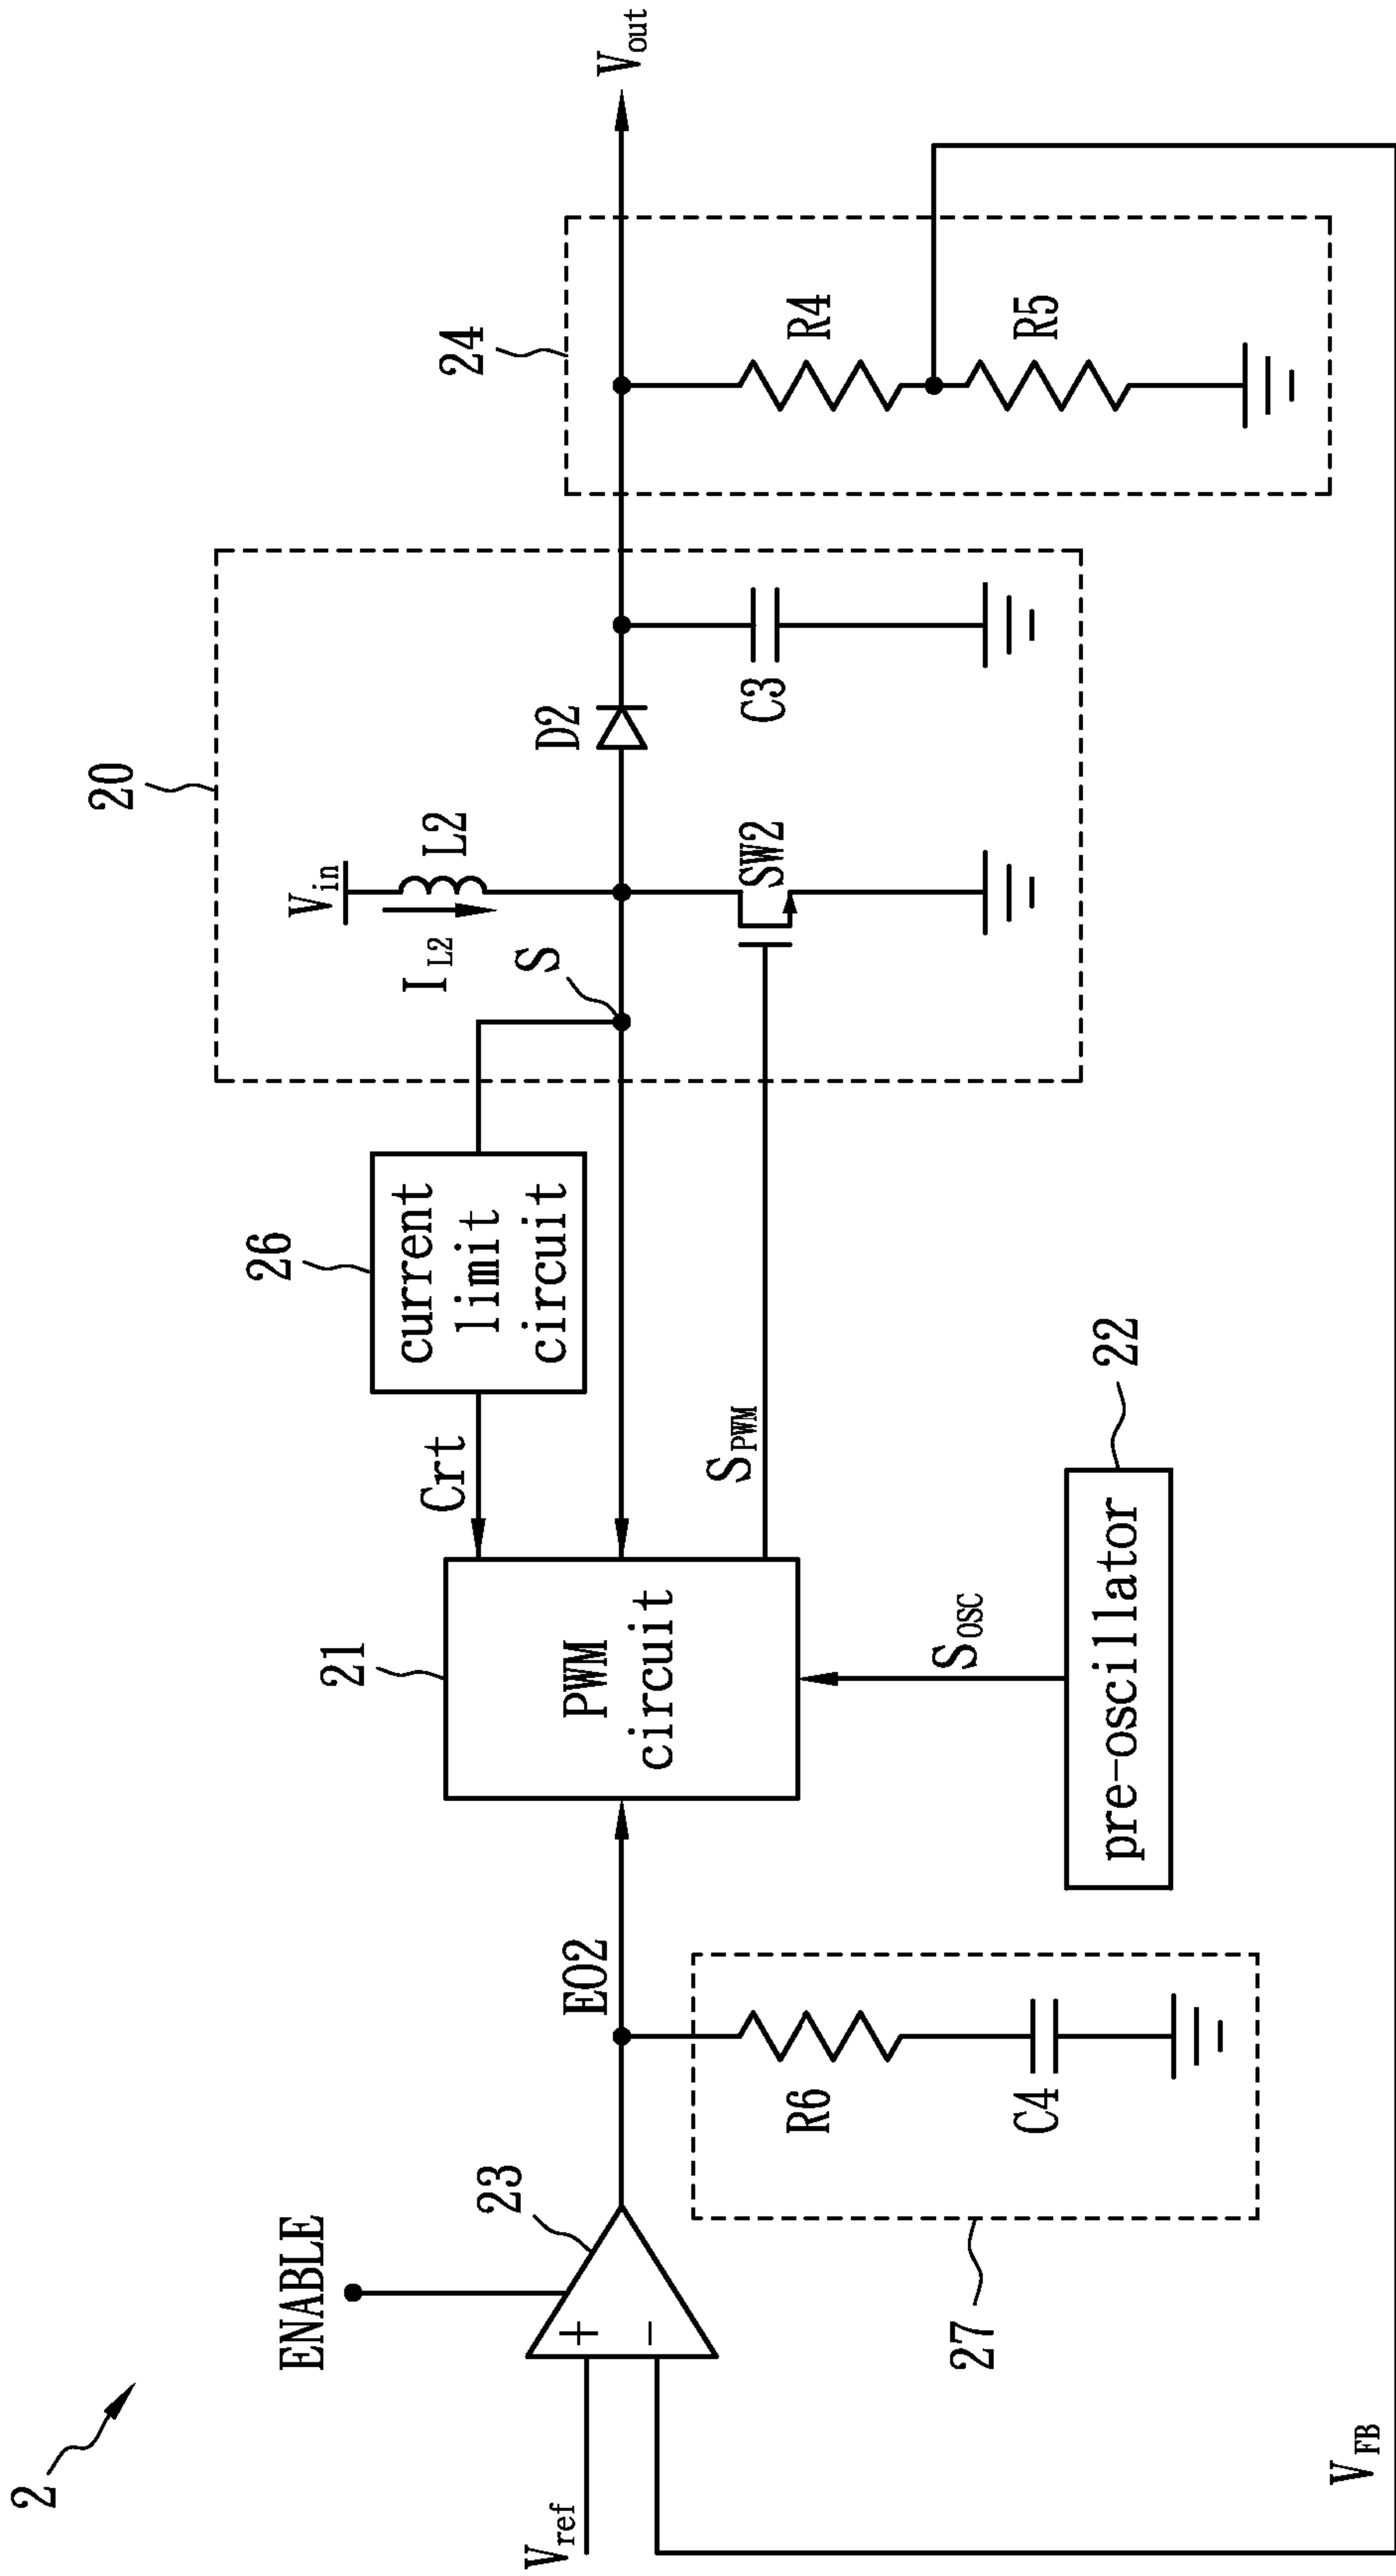 2
ENABLE
23
Vref
VFB
27
R6
C4
EO2
21
PWM
circuit
SOSC
22
pre-oscillator
Crt
26
current
limit
circuit
SPWM
20
Vin
IL2
L2
S
SW2
D2
C3
24
R4
R5
Vout
+
-